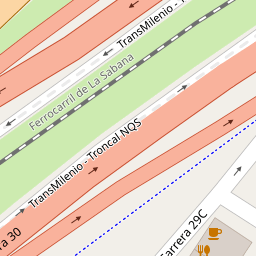 TransMilenio -
Ferrocarril de La Sabana
TransMilenio - Troncal NQS
a 30
Carrera 29C